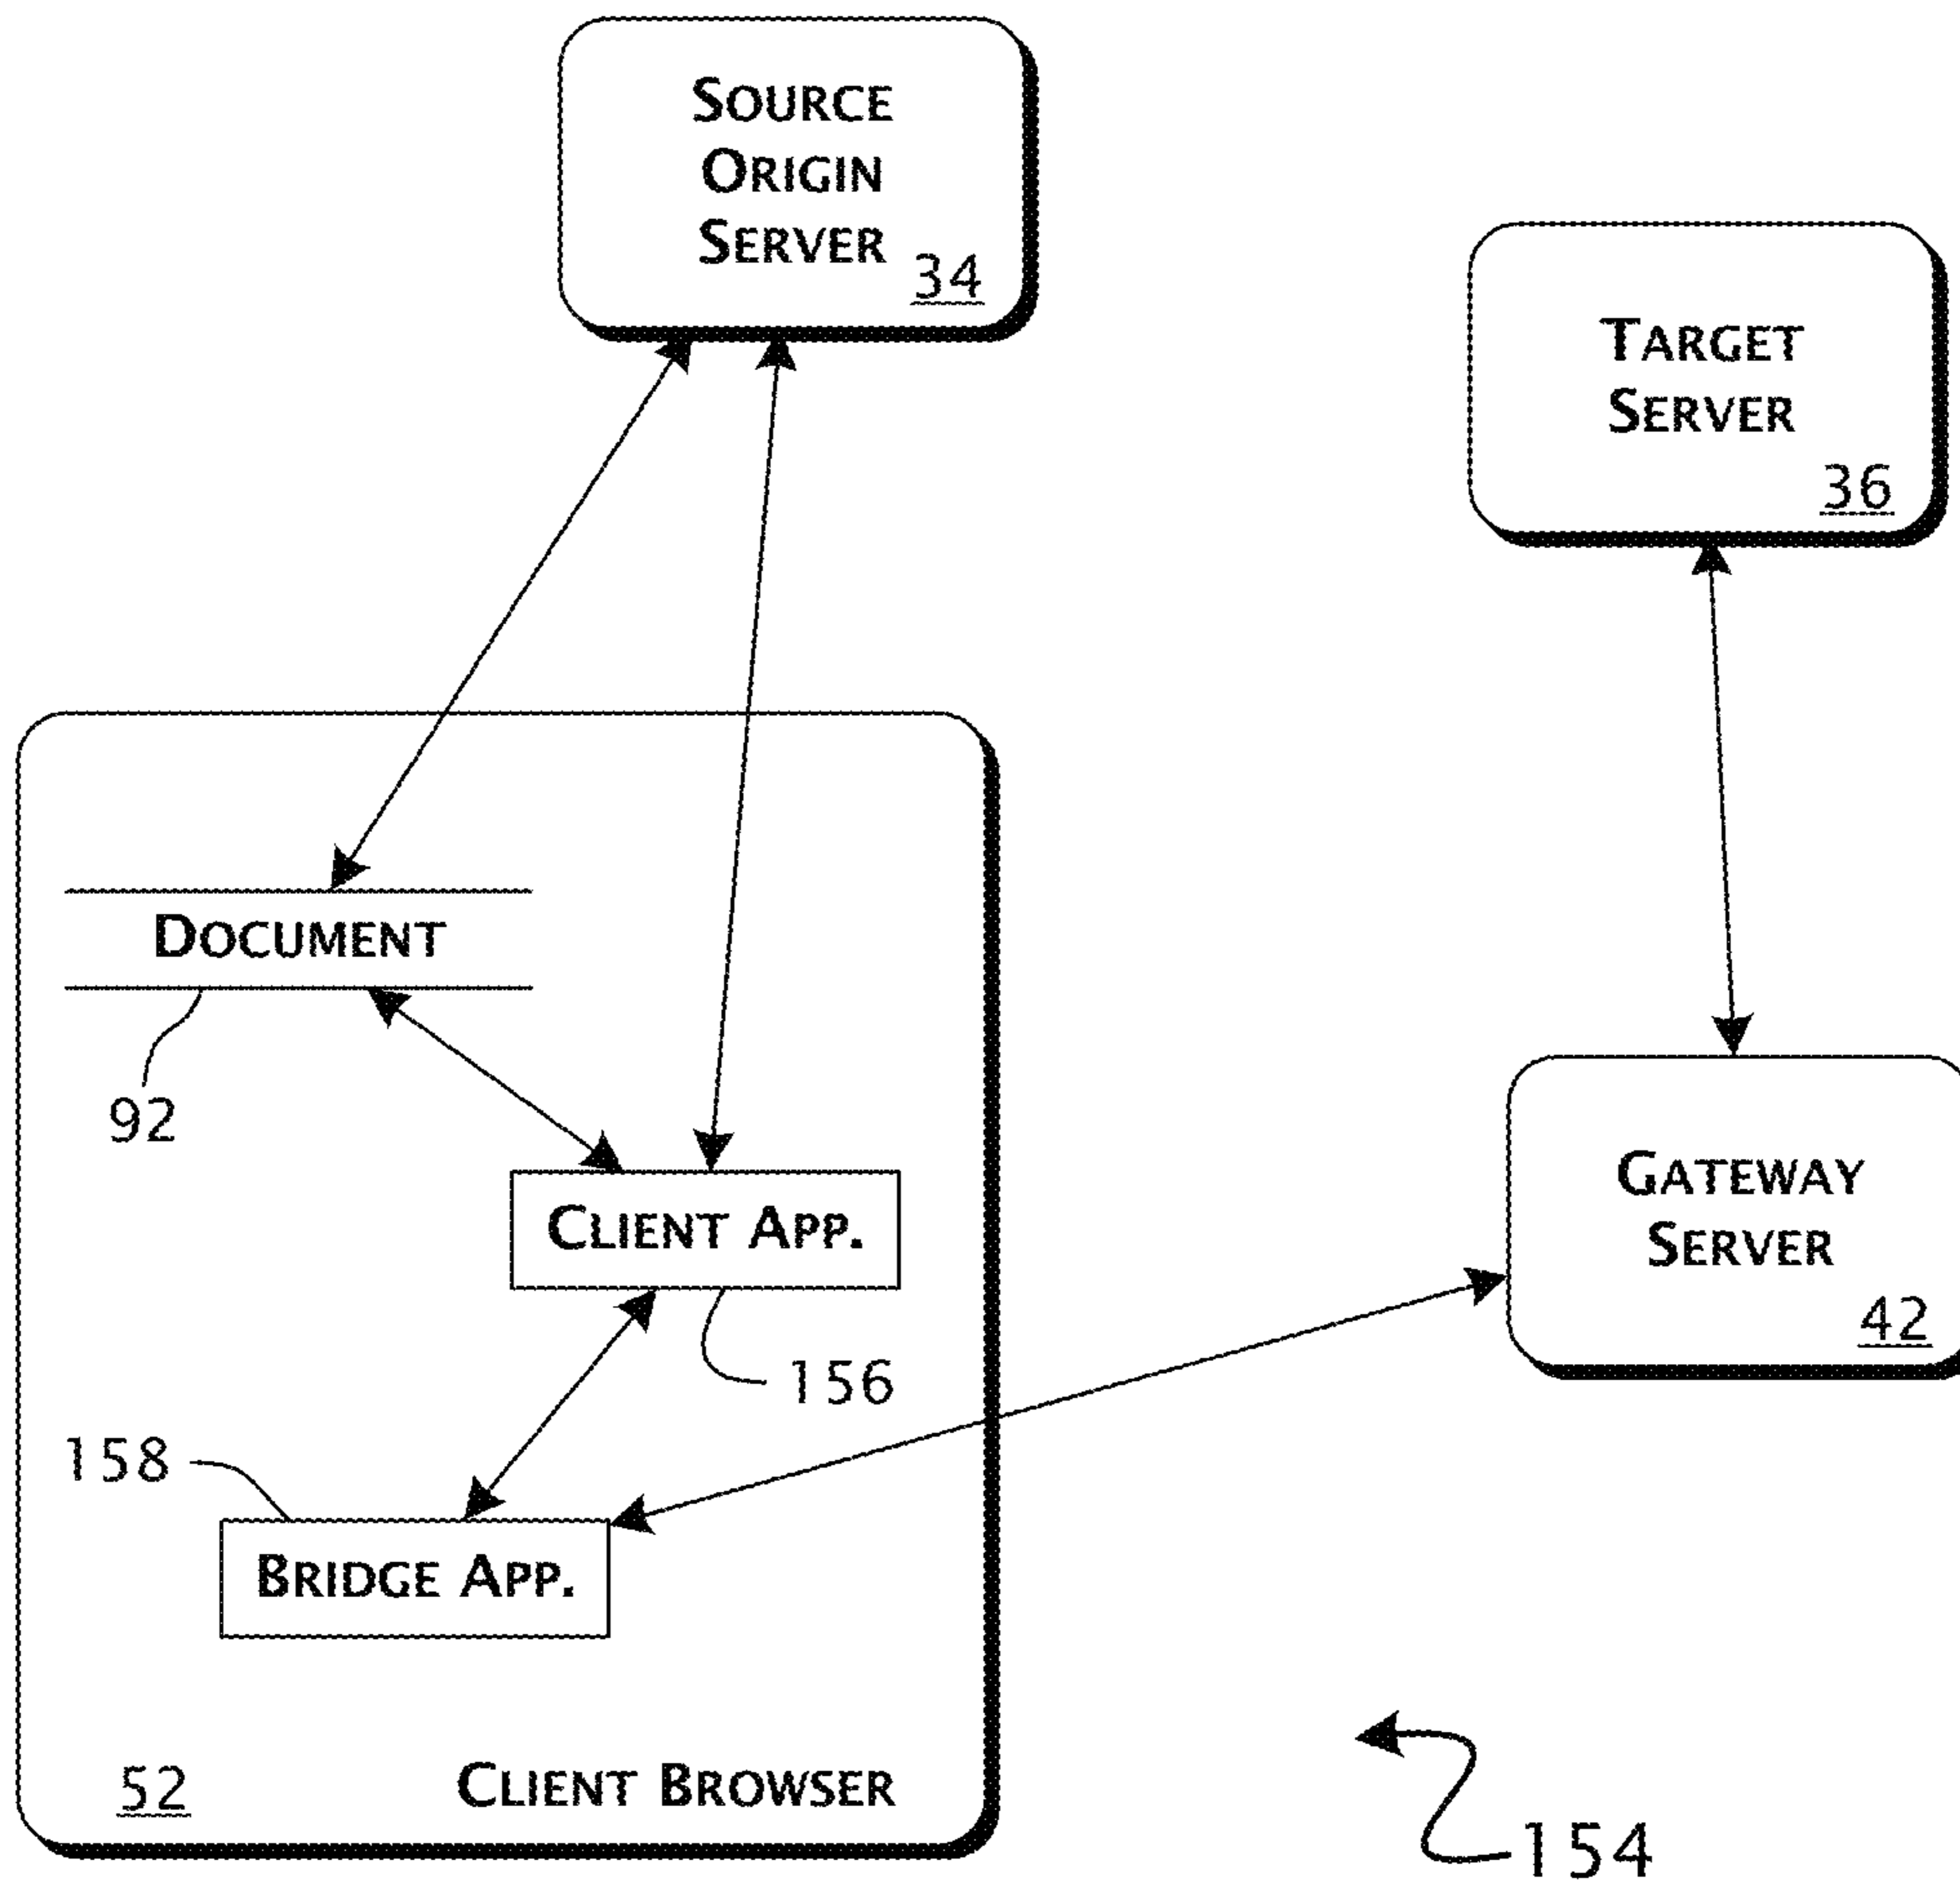 SOURCE
ORIGIN
SERVER
34
TARGET
SERVER
36
DOCUMENT
92
CLIENT APP.
156
GATEWAY
SERVER
42
158
BRIDGE APP.
52
CLIENT BROWSER
154